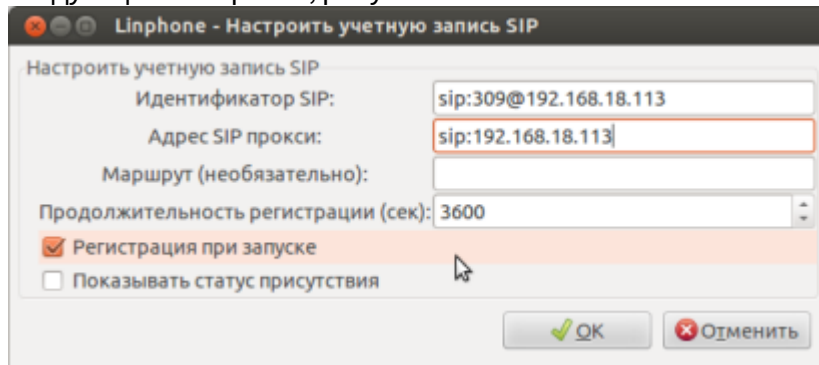 Linphone - Настроить учетную запись SIP
Настроить учетную запись SIP
Идентификатор SIP: sip:309@192.168.18.113
Адрес SIP прокси: sip:192.168.18.113
Маршрут (необязательно):
Продолжительность регистрации (сек): 3600
Регистрация при запуске
Показывать статус присутствия
OK Отменить